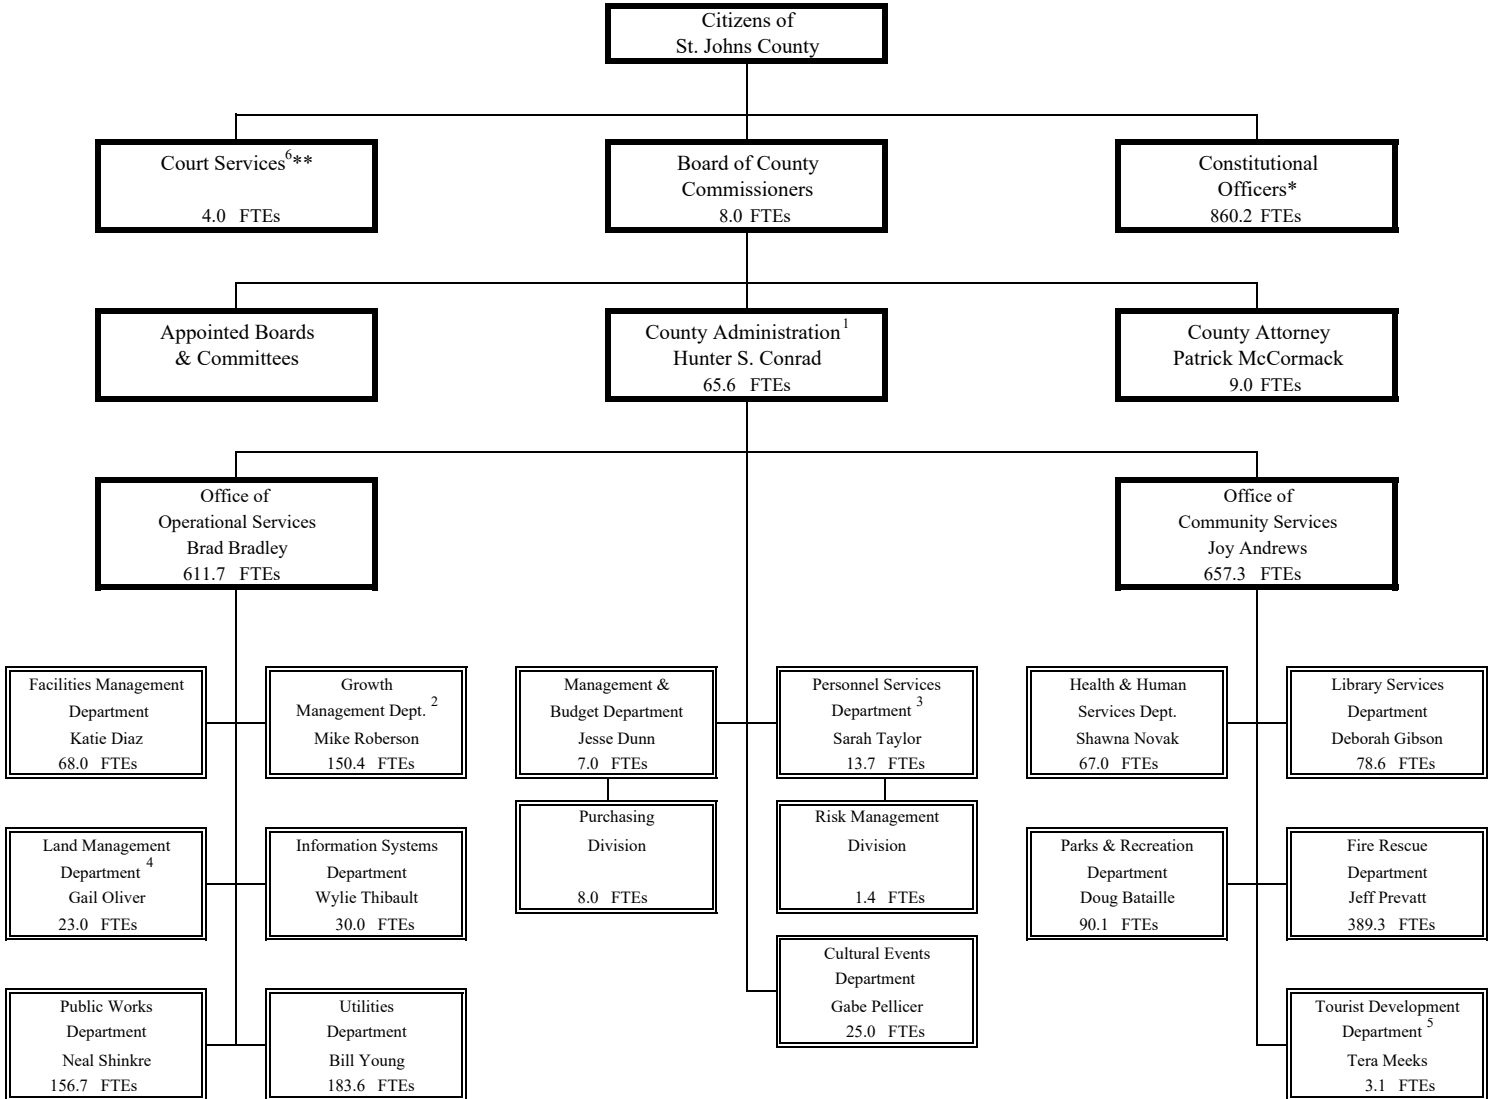 Citizens of
St. Johns County
Court Services6**
4.0 FTEs
Board of County
Commissioners
8.0 FTEs
Constitutional
Officers*
860.2 FTEs
Appointed Boards
& Committees
County Administration1
Hunter S. Conrad
65.6 FTEs
County Attorney
Patrick McCormack
9.0 FTEs
Office of
Operational Services
Brad Bradley
611.7 FTEs
Office of
Community Services
Joy Andrews
657.3 FTEs
Facilities Management
Department
Katie Diaz
68.0 FTEs
Growth
Management Dept. 2
Mike Roberson
150.4 FTEs
Management &
Budget Department
Jesse Dunn
7.0 FTEs
Personnel Services
Department 3
Sarah Taylor
13.7 FTEs
Health & Human
Services Dept.
Shawna Novak
67.0 FTEs
Library Services
Department
Deborah Gibson
78.6 FTEs
Purchasing
Division
8.0 FTEs
Risk Management
Division
1.4 FTEs
Land Management
Department 4
Gail Oliver
23.0 FTEs
Information Systems
Department
Wylie Thibault
30.0 FTEs
Parks & Recreation
Department
Doug Bataille
90.1 FTEs
Fire Rescue
Department
Jeff Prevatt
389.3 FTEs
Cultural Events
Department
Gabe Pellicer
25.0 FTEs
Public Works
Department
Neal Shinkre
156.7 FTEs
Utilities
Department
Bill Young
183.6 FTEs
Tourist Development
Department 5
Tera Meeks
3.1 FTEs